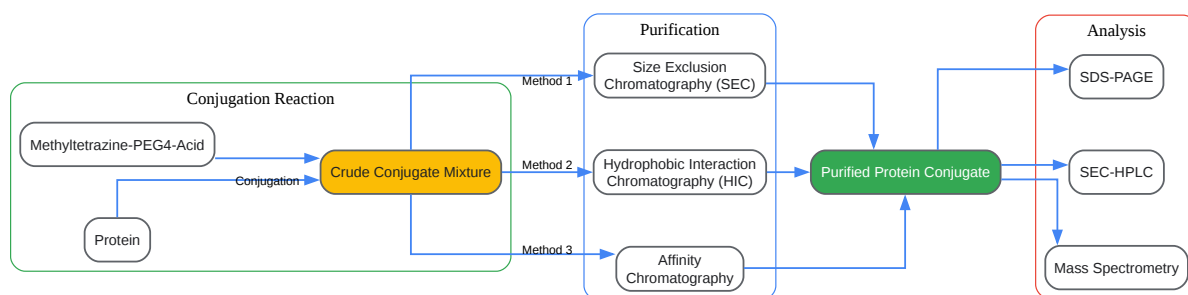 Conjugation Reaction
Methyltetrazine-PEG4-Acid
Protein
Conjugation
Crude Conjugate Mixture
Method 1
Method 2
Method 3
Purification
Size Exclusion
Chromatography (SEC)
Hydrophobic Interaction
Chromatography (HIC)
Affinity
Chromatography
Purified Protein Conjugate
Analysis
SDS-PAGE
SEC-HPLC
Mass Spectrometry